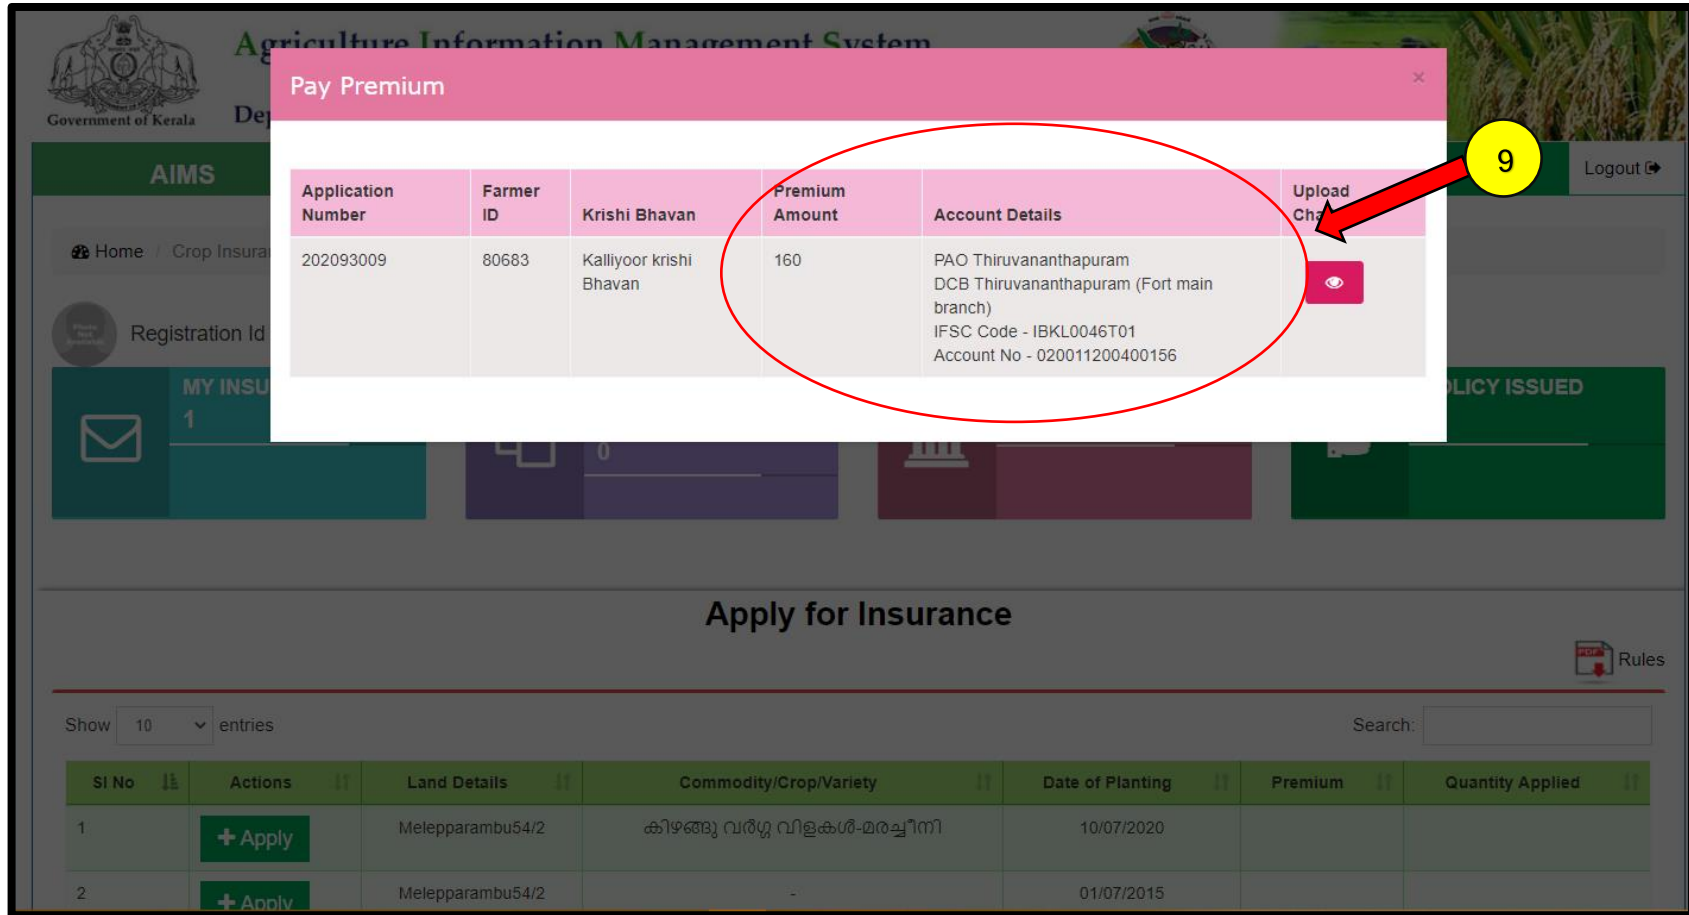 Agriculture Information Management System
Government of Kerala
Pay Premium
×
9
AIMS
Logout
Application Number
Farmer ID
Krishi Bhavan
Premium Amount
Account Details
Upload
202093009
80683
Kalliyoor krishi Bhavan
160
PAO Thiruvananthapuram
DCB Thiruvananthapuram (Fort main
branch)
IFSC Code - IBKL0046T01
Account No - 020011200400156
Home / Crop
Registration Id
MY
1
0
ISSUED
Apply for Insurance
Rules
Show 10 entries
Search:
SI No Actions Land Details Commodity/Crop/Variety Date of Planting Premium Quantity Applied
1 + Apply Melepparambu54/2 കിഴങ്ങു വർഗ്ഗ വിളകൾ-മരച്ചീനി 10/07/2020
2 + Apply Melepparambu54/2 - 01/07/2015